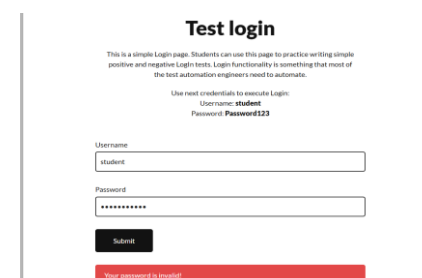 Test login
This is a simple Login page. Students can use this page to practice writing simple
positive and negative LogIn tests. Login functionality is something that most of
the test automation engineers need to automate.
Use next credentials to execute Login:
Username: student
Password: Password123
Username
student
Password
•••••••••••
Submit
Your password is invalid!